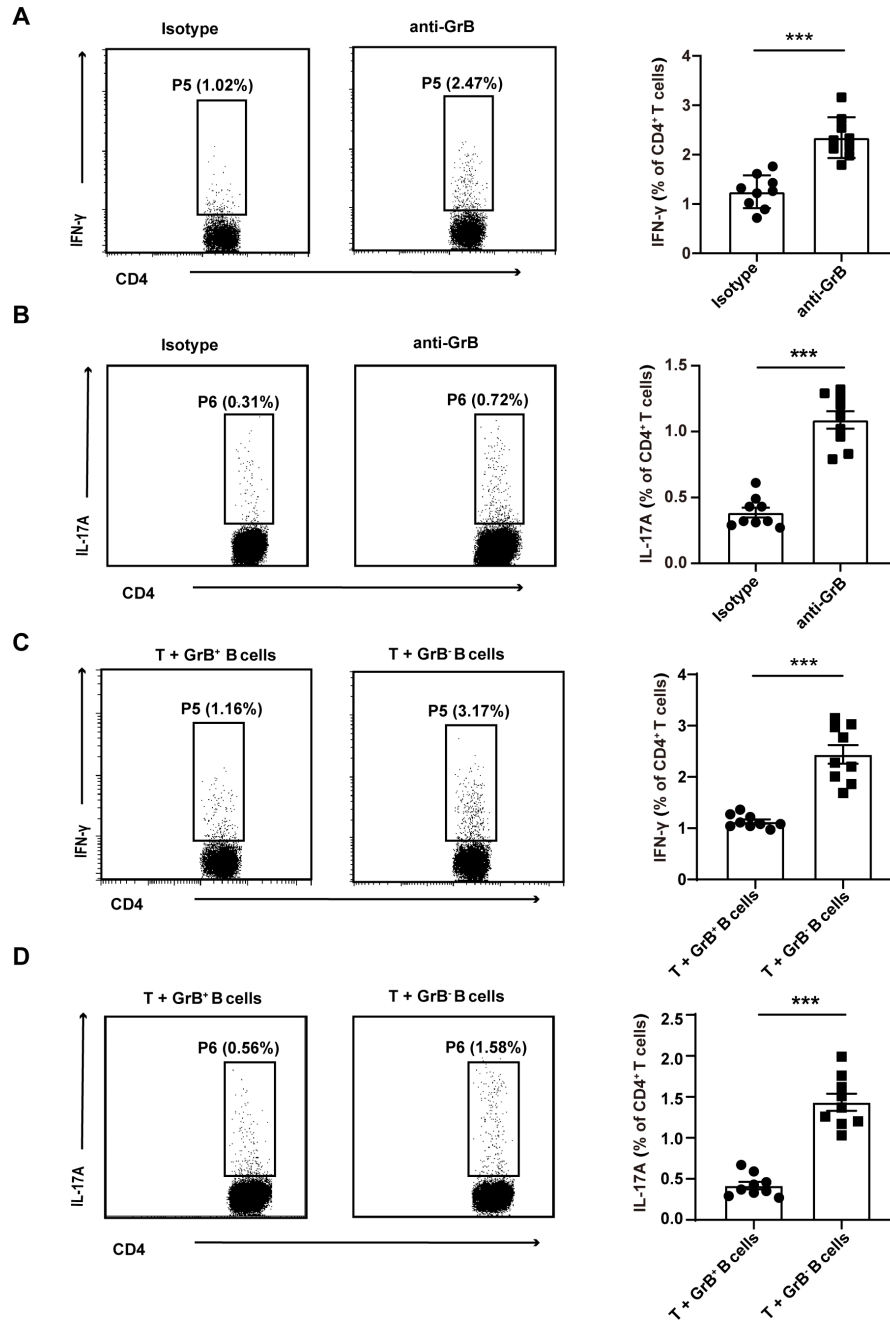 A
Isotype
anti-GrB
P5 (1.02%)
P5 (2.47%)
IFN-γ
CD4
***
IFN-γ (% of CD4⁺ T cells)
4
3
2
1
0
Isotype
anti-GrB
B
Isotype
anti-GrB
P6 (0.31%)
P6 (0.72%)
IL-17A
CD4
***
IL-17A (% of CD4⁺ T cells)
1.5
1.0
0.5
0.0
Isotype
anti-GrB
C
T + GrB⁺ B cells
T + GrB⁻ B cells
P5 (1.16%)
P5 (3.17%)
IFN-γ
CD4
***
IFN-γ (% of CD4⁺ T cells)
4
3
2
1
0
T + GrB⁺ B cells
T + GrB⁻ B cells
D
T + GrB⁺ B cells
T + GrB⁻ B cells
P6 (0.56%)
P6 (1.58%)
IL-17A
CD4
***
IL-17A (% of CD4⁺ T cells)
2.5
2.0
1.5
1.0
0.5
0.0
T + GrB⁺ B cells
T + GrB⁻ B cells